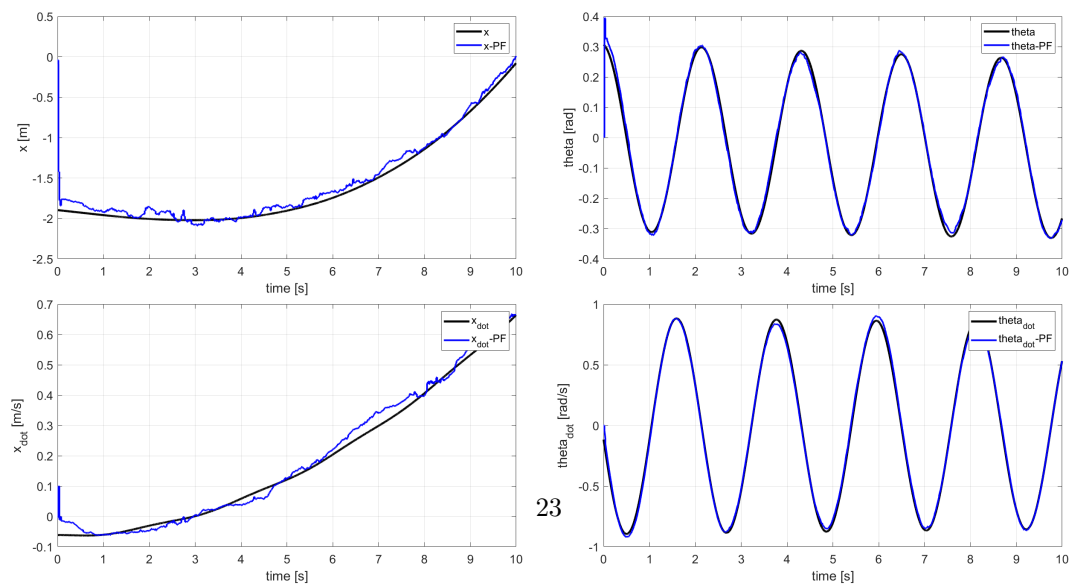 0.5
0
-0.5
-1
-1.5
-2
-2.5
x [m]
0 1 2 3 4 5 6 7 8 9 10
time [s]
x
x-PF
0.4
0.3
0.2
0.1
0
-0.1
-0.2
-0.3
-0.4
theta [rad]
0 1 2 3 4 5 6 7 8 9 10
time [s]
theta
theta-PF
0.7
0.6
0.5
0.4
0.3
0.2
0.1
0
-0.1
x_dot [m/s]
0 1 2 3 4 5 6 7 8 9 10
time [s]
x_dot
x_dot-PF
1
0.5
0
-0.5
-1
theta_dot [rad/s]
0 1 2 3 4 5 6 7 8 9 10
time [s]
theta_dot
theta_dot-PF
23